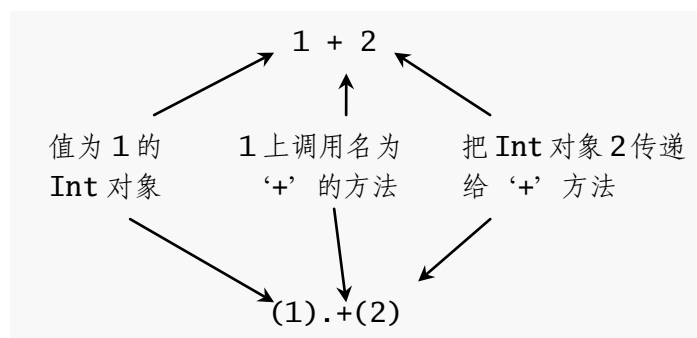 1 + 2
值为 1 的
Int 对象
1 上调用名为
‘+’ 的方法
把 Int 对象 2 传递
给 ‘+’ 方法
(1).+(2)